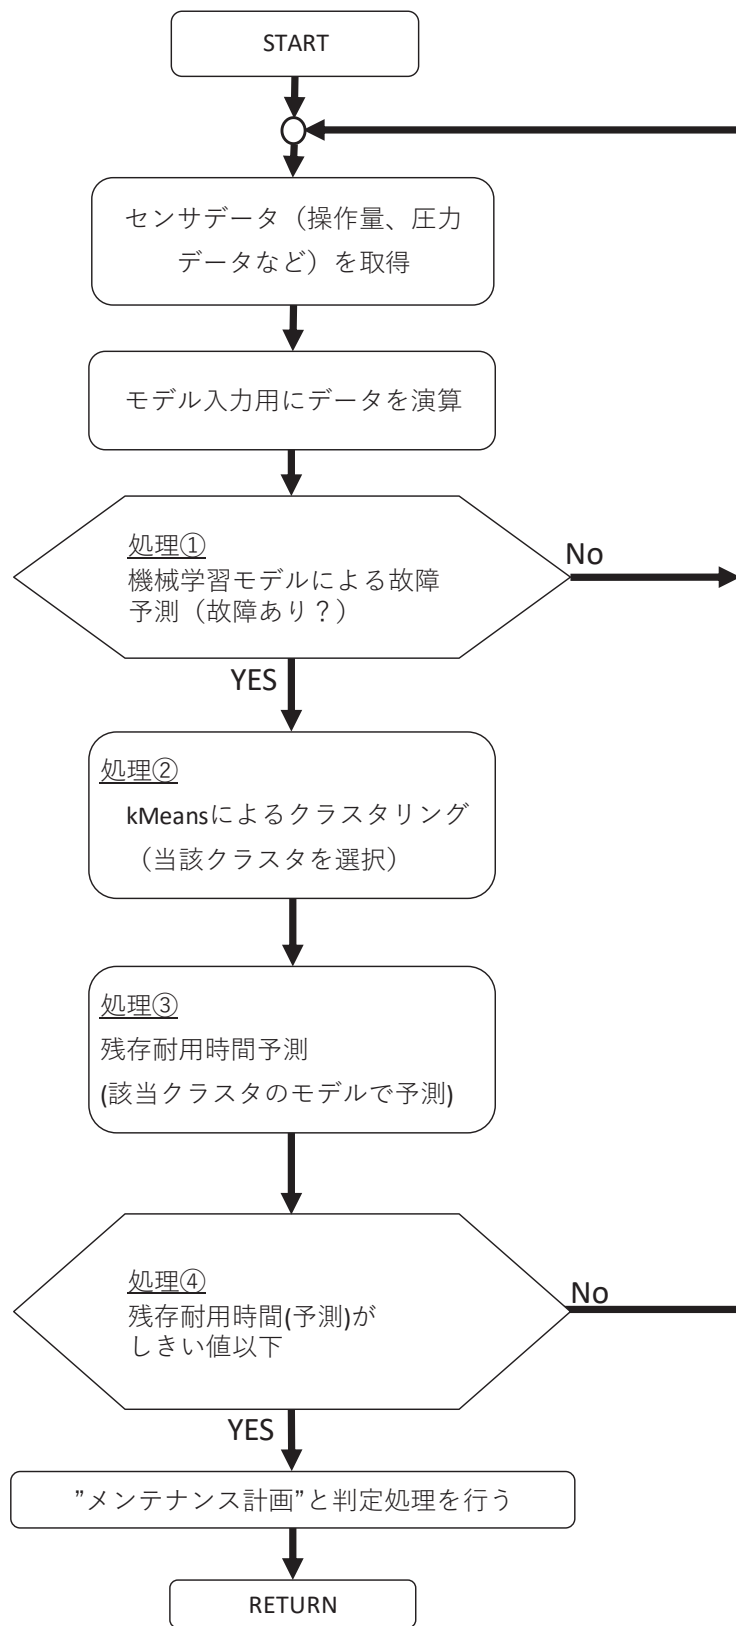 START
センサデータ（操作量、圧力
データなど）を取得
モデル入力用にデータを演算
処理①
機械学習モデルによる故障
予測（故障あり？）
No
YES
処理②
kMeansによるクラスタリング
（当該クラスタを選択）
処理③
残存耐用時間予測
(該当クラスタのモデルで予測)
処理④
残存耐用時間(予測)が
しきい値以下
No
YES
”メンテナンス計画”と判定処理を行う
RETURN